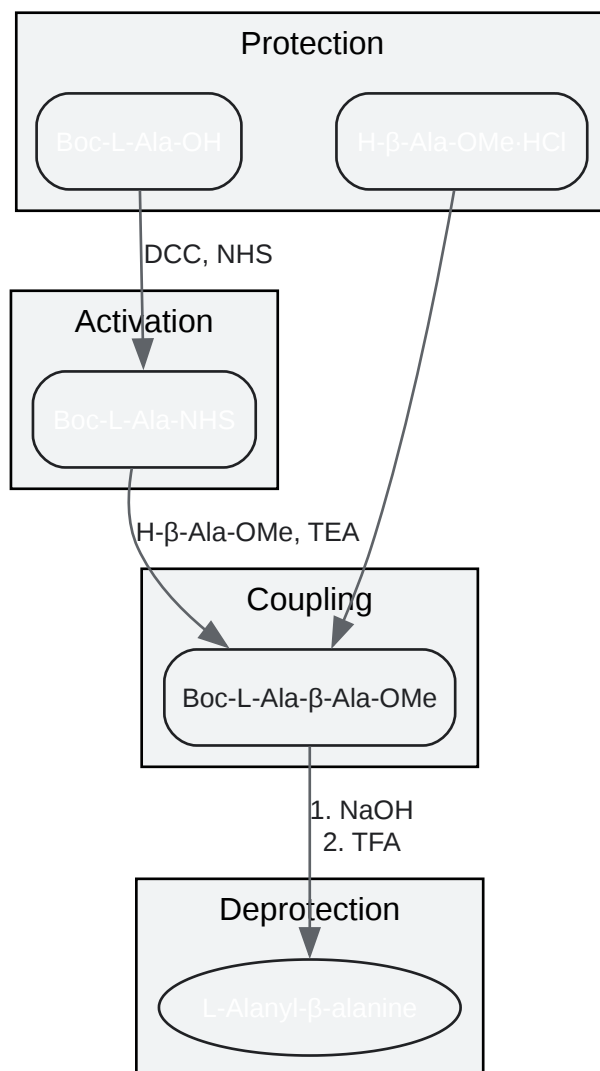 Protection
Boc-L-Ala-OH
H-β-Ala-OMe·HCl
DCC, NHS
Activation
Boc-L-Ala-NHS
H-β-Ala-OMe, TEA
Coupling
Boc-L-Ala-β-Ala-OMe
1. NaOH
2. TFA
Deprotection
L-Alanyl-β-alanine